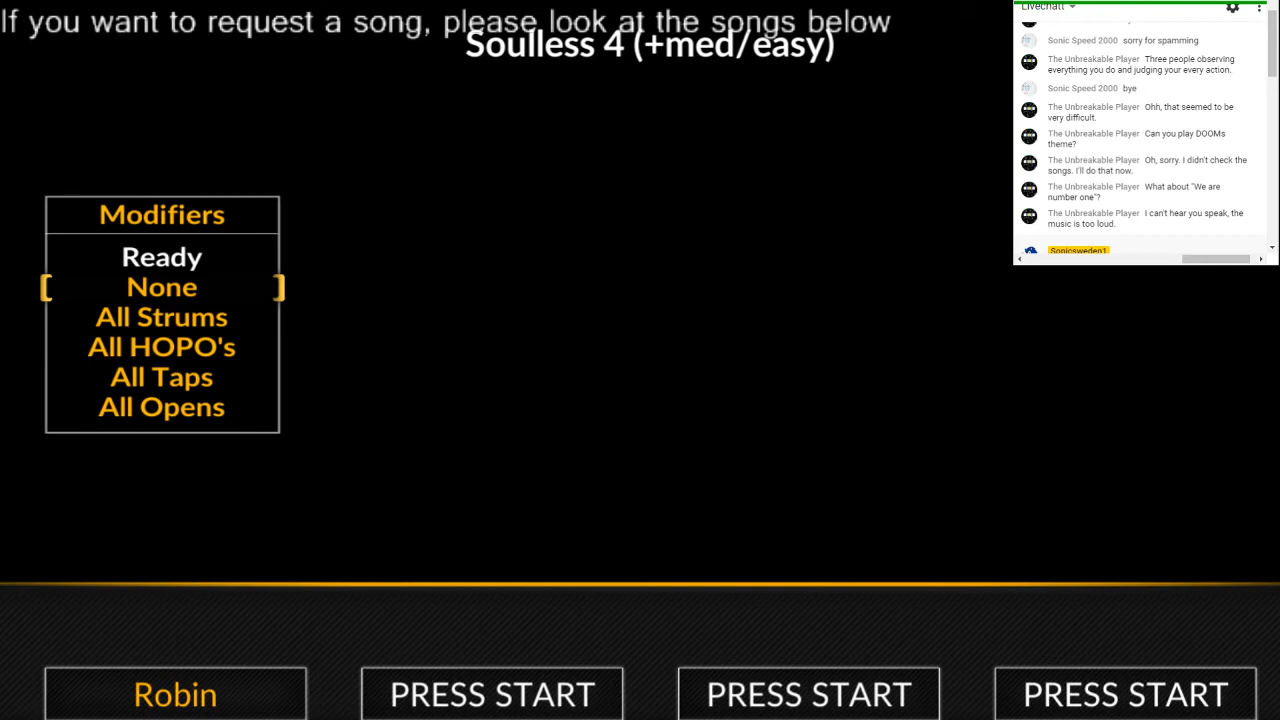 If you want to request a song, please look at the songs below
Soulless 4 (+med/easy)
Livechatt
Sonic Speed 2000 sorry for spamming
The Unbreakable Player Three people observing
everything you do and judging your every action.
Sonic Speed 2000 bye
The Unbreakable Player Ohh, that seemed to be
very difficult.
The Unbreakable Player Can you play DOOMs
theme?
The Unbreakable Player Oh, sorry. I didn't check the
songs. I'll do that now.
The Unbreakable Player What about "We are
number one"?
The Unbreakable Player I can't hear you speak, the
music is too loud.
Sonicsweden1
Modifiers
Ready
None
All Strums
All HOPO's
All Taps
All Opens
Robin
PRESS START
PRESS START
PRESS START